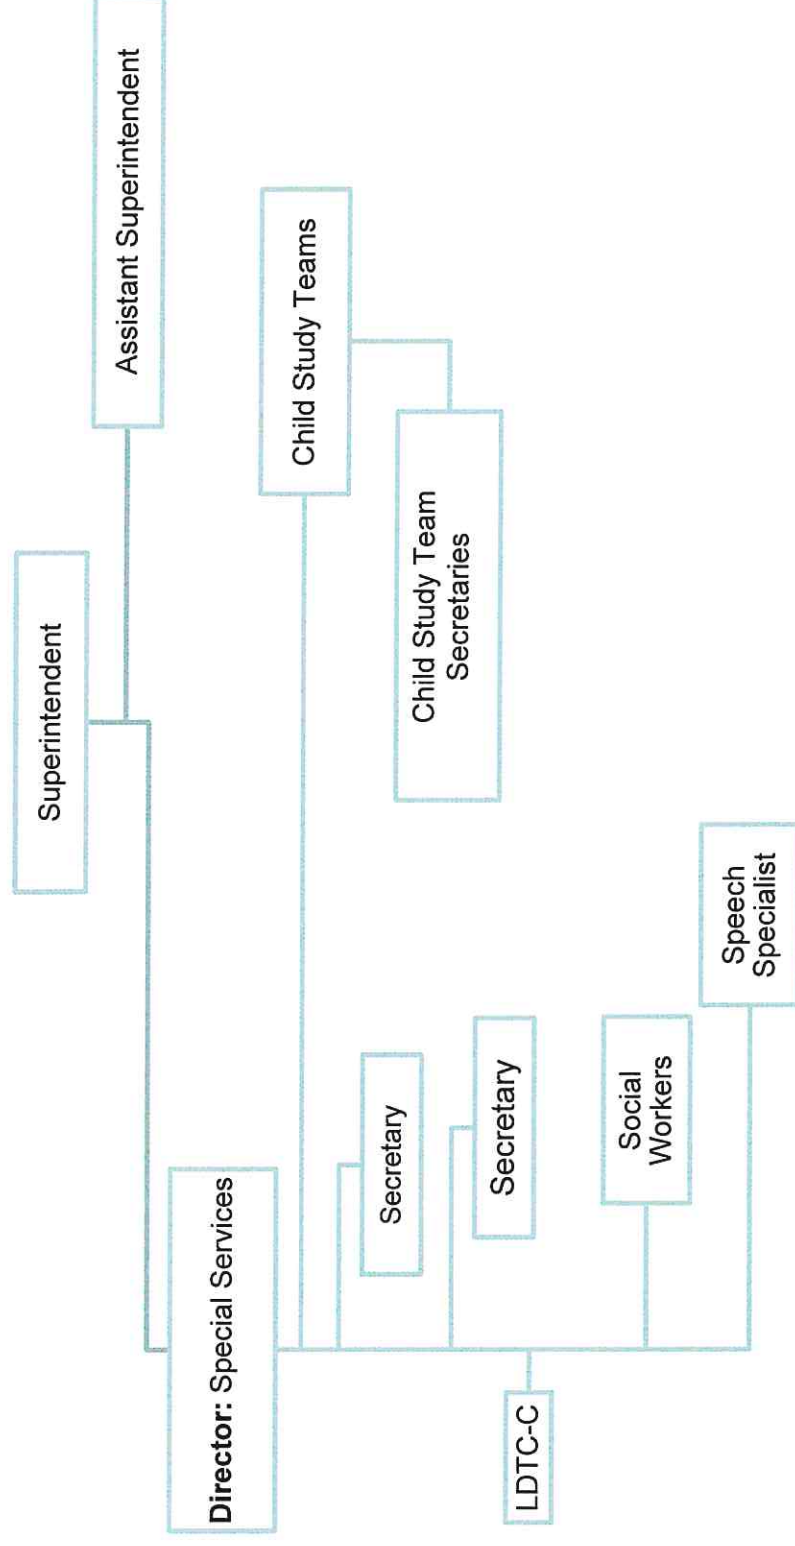 Superintendent
Assistant Superintendent
Director: Special Services
Child Study Teams
Child Study Team
Secretaries
Secretary
Secretary
LDTC-C
Social
Workers
Speech
Specialist